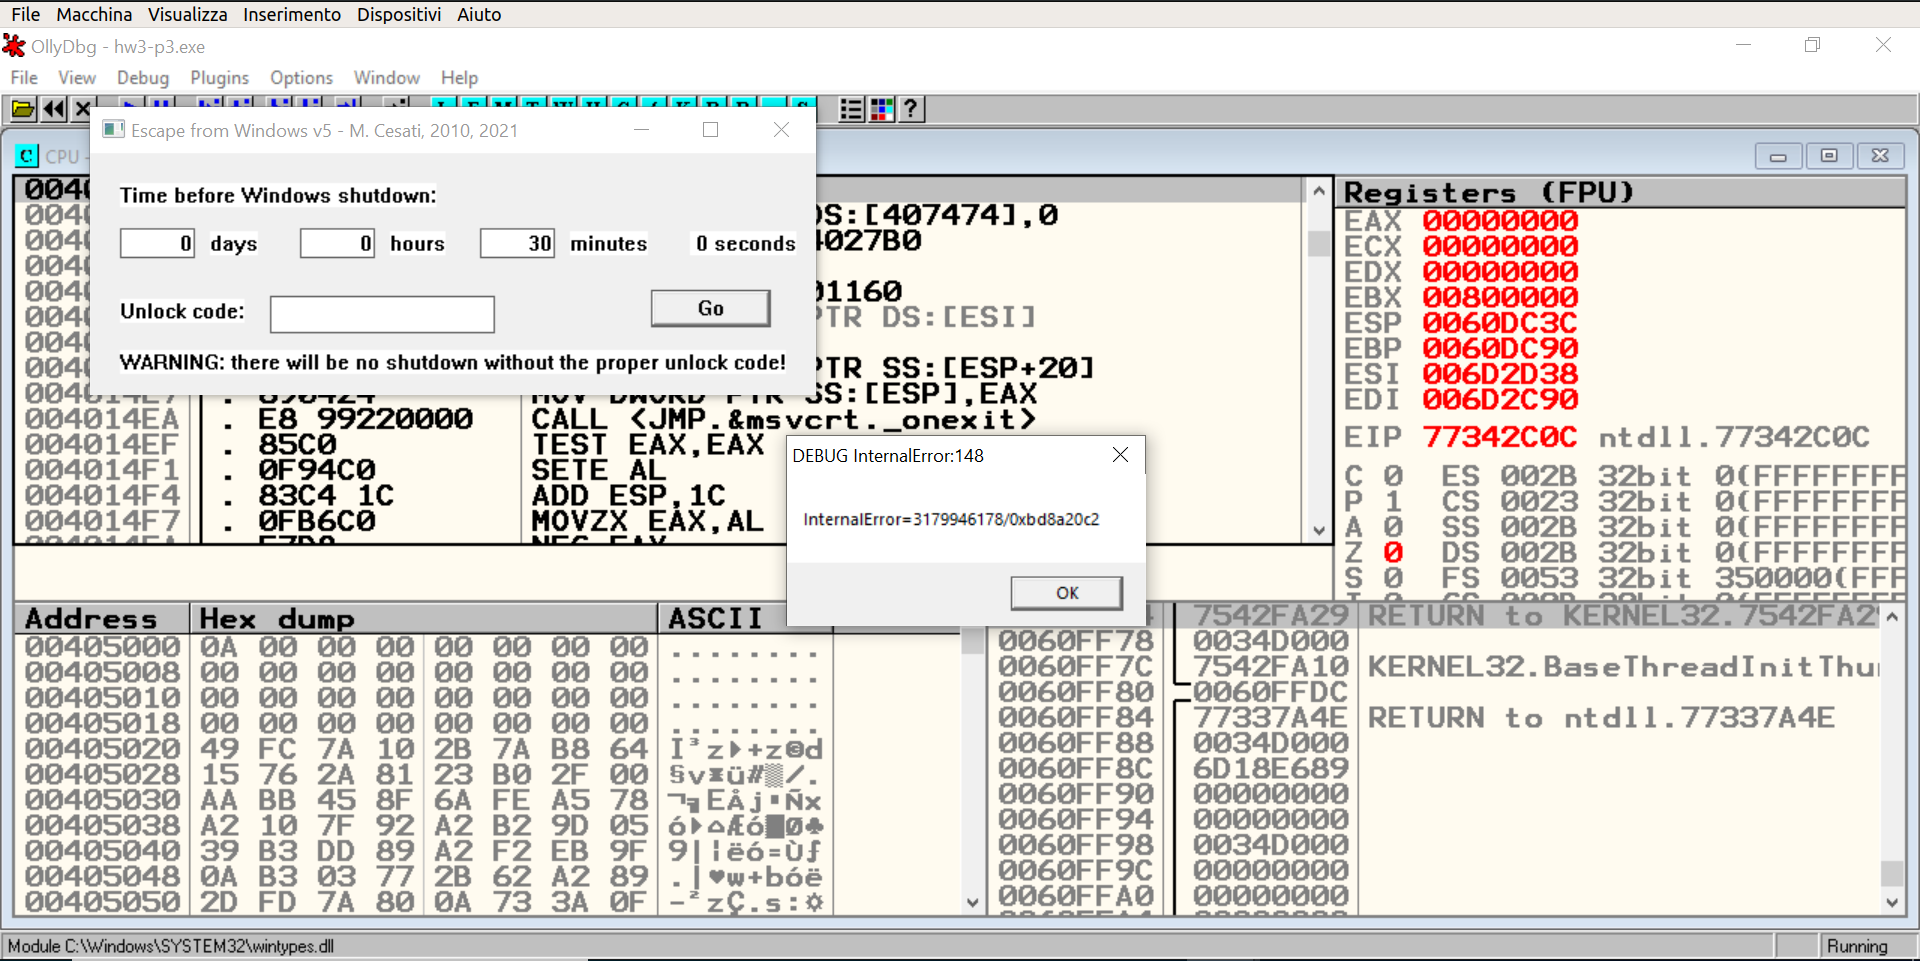 File Macchina Visualizza Inserimento Dispositivi Aiuto
OllyDbg - hw3-p3.exe
File View Debug Plugins Options Window Help
Escape from Windows v5 - M. Cesati, 2010, 2021
C CPU -
Time before Windows shutdown:
0 days 0 hours 30 minutes 0 seconds
Unlock code: Go
WARNING: there will be no shutdown without the proper unlock code!
DS:[407474],0
4027B0
01160
PTR DS:[ESI]
PTR SS:[ESP+20]
004014E7 . 890424 MOV DWORD PTR SS:[ESP],EAX
004014EA . E8 99220000 CALL <JMP.&msvcrt._onexit>
004014EF . 85C0 TEST EAX,EAX
004014F1 . 0F94C0 SETE AL
004014F4 . 83C4 1C ADD ESP,1C
004014F7 . 0FB6C0 MOVZX EAX,AL
Registers (FPU)
EAX 00000000
ECX 00000000
EDX 00000000
EBX 00800000
ESP 0060DC3C
EBP 0060DC90
ESI 006D2D38
EDI 006D2C90
EIP 77342C0C ntdll.77342C0C
C 0 ES 002B 32bit 0(FFFFFFFF
P 1 CS 0023 32bit 0(FFFFFFFF
A 0 SS 002B 32bit 0(FFFFFFFF
Z 0 DS 002B 32bit 0(FFFFFFFF
S 0 FS 0053 32bit 350000(FFF
DEBUG InternalError:148
InternalError=3179946178/0xbd8a20c2
OK
Address Hex dump ASCII
00405000 0A 00 00 00 00 00 00 00 ........
00405008 00 00 00 00 00 00 00 00 ........
00405010 00 00 00 00 00 00 00 00 ........
00405018 00 00 00 00 00 00 00 00 ........
00405020 49 FC 7A 10 2B 7A B8 64 I³z►+z©d
00405028 15 76 2A 81 23 B0 2F 00 §v*ü#░/.
00405030 AA BB 45 8F 6A FE A5 78 ¬╗EÅj■Ñx
00405038 A2 10 7F 92 A2 B2 9D 05 ó►⌂Æó▓Ø♣
00405040 39 B3 DD 89 A2 F2 EB 9F 9│¦ëó=Ùƒ
00405048 0A B3 03 77 2B 62 A2 89 .│♥w+bóë
00405050 2D FD 7A 80 0A 73 3A 0F -²zÇ.s:☼
7542FA29 RETURN to KERNEL32.7542FA29
0060FF78 0034D000
0060FF7C 7542FA10 KERNEL32.BaseThreadInitThu
0060FF80 0060FFDC
0060FF84 77337A4E RETURN to ntdll.77337A4E
0060FF88 0034D000
0060FF8C 6D18E689
0060FF90 00000000
0060FF94 00000000
0060FF98 0034D000
0060FF9C 00000000
0060FFA0 00000000
Module C:\Windows\SYSTEM32\wintypes.dll
Running